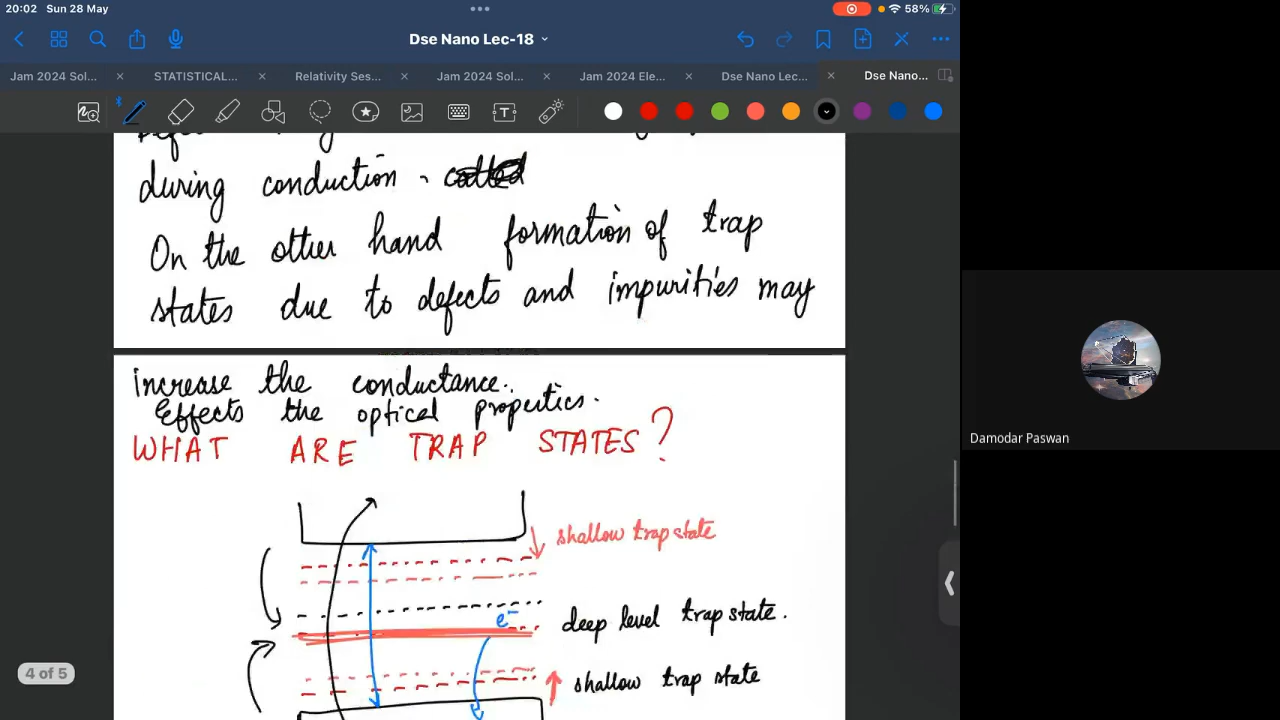 20:02 Sun 28 May
58%
Dse Nano Lec-18
Jam 2024 Sol...
STATISTICAL...
Relativity Ses...
Jam 2024 Sol...
Jam 2024 Ele...
Dse Nano Lec...
Dse Nano...
during conduction.
On the other hand formation of trap
states due to defects and impurities may
increase the conductance.
Effects the optical properties.
WHAT ARE TRAP STATES?
shallow trap state
e-
deep level trap state.
shallow trap state
4 of 5
Damodar Paswan